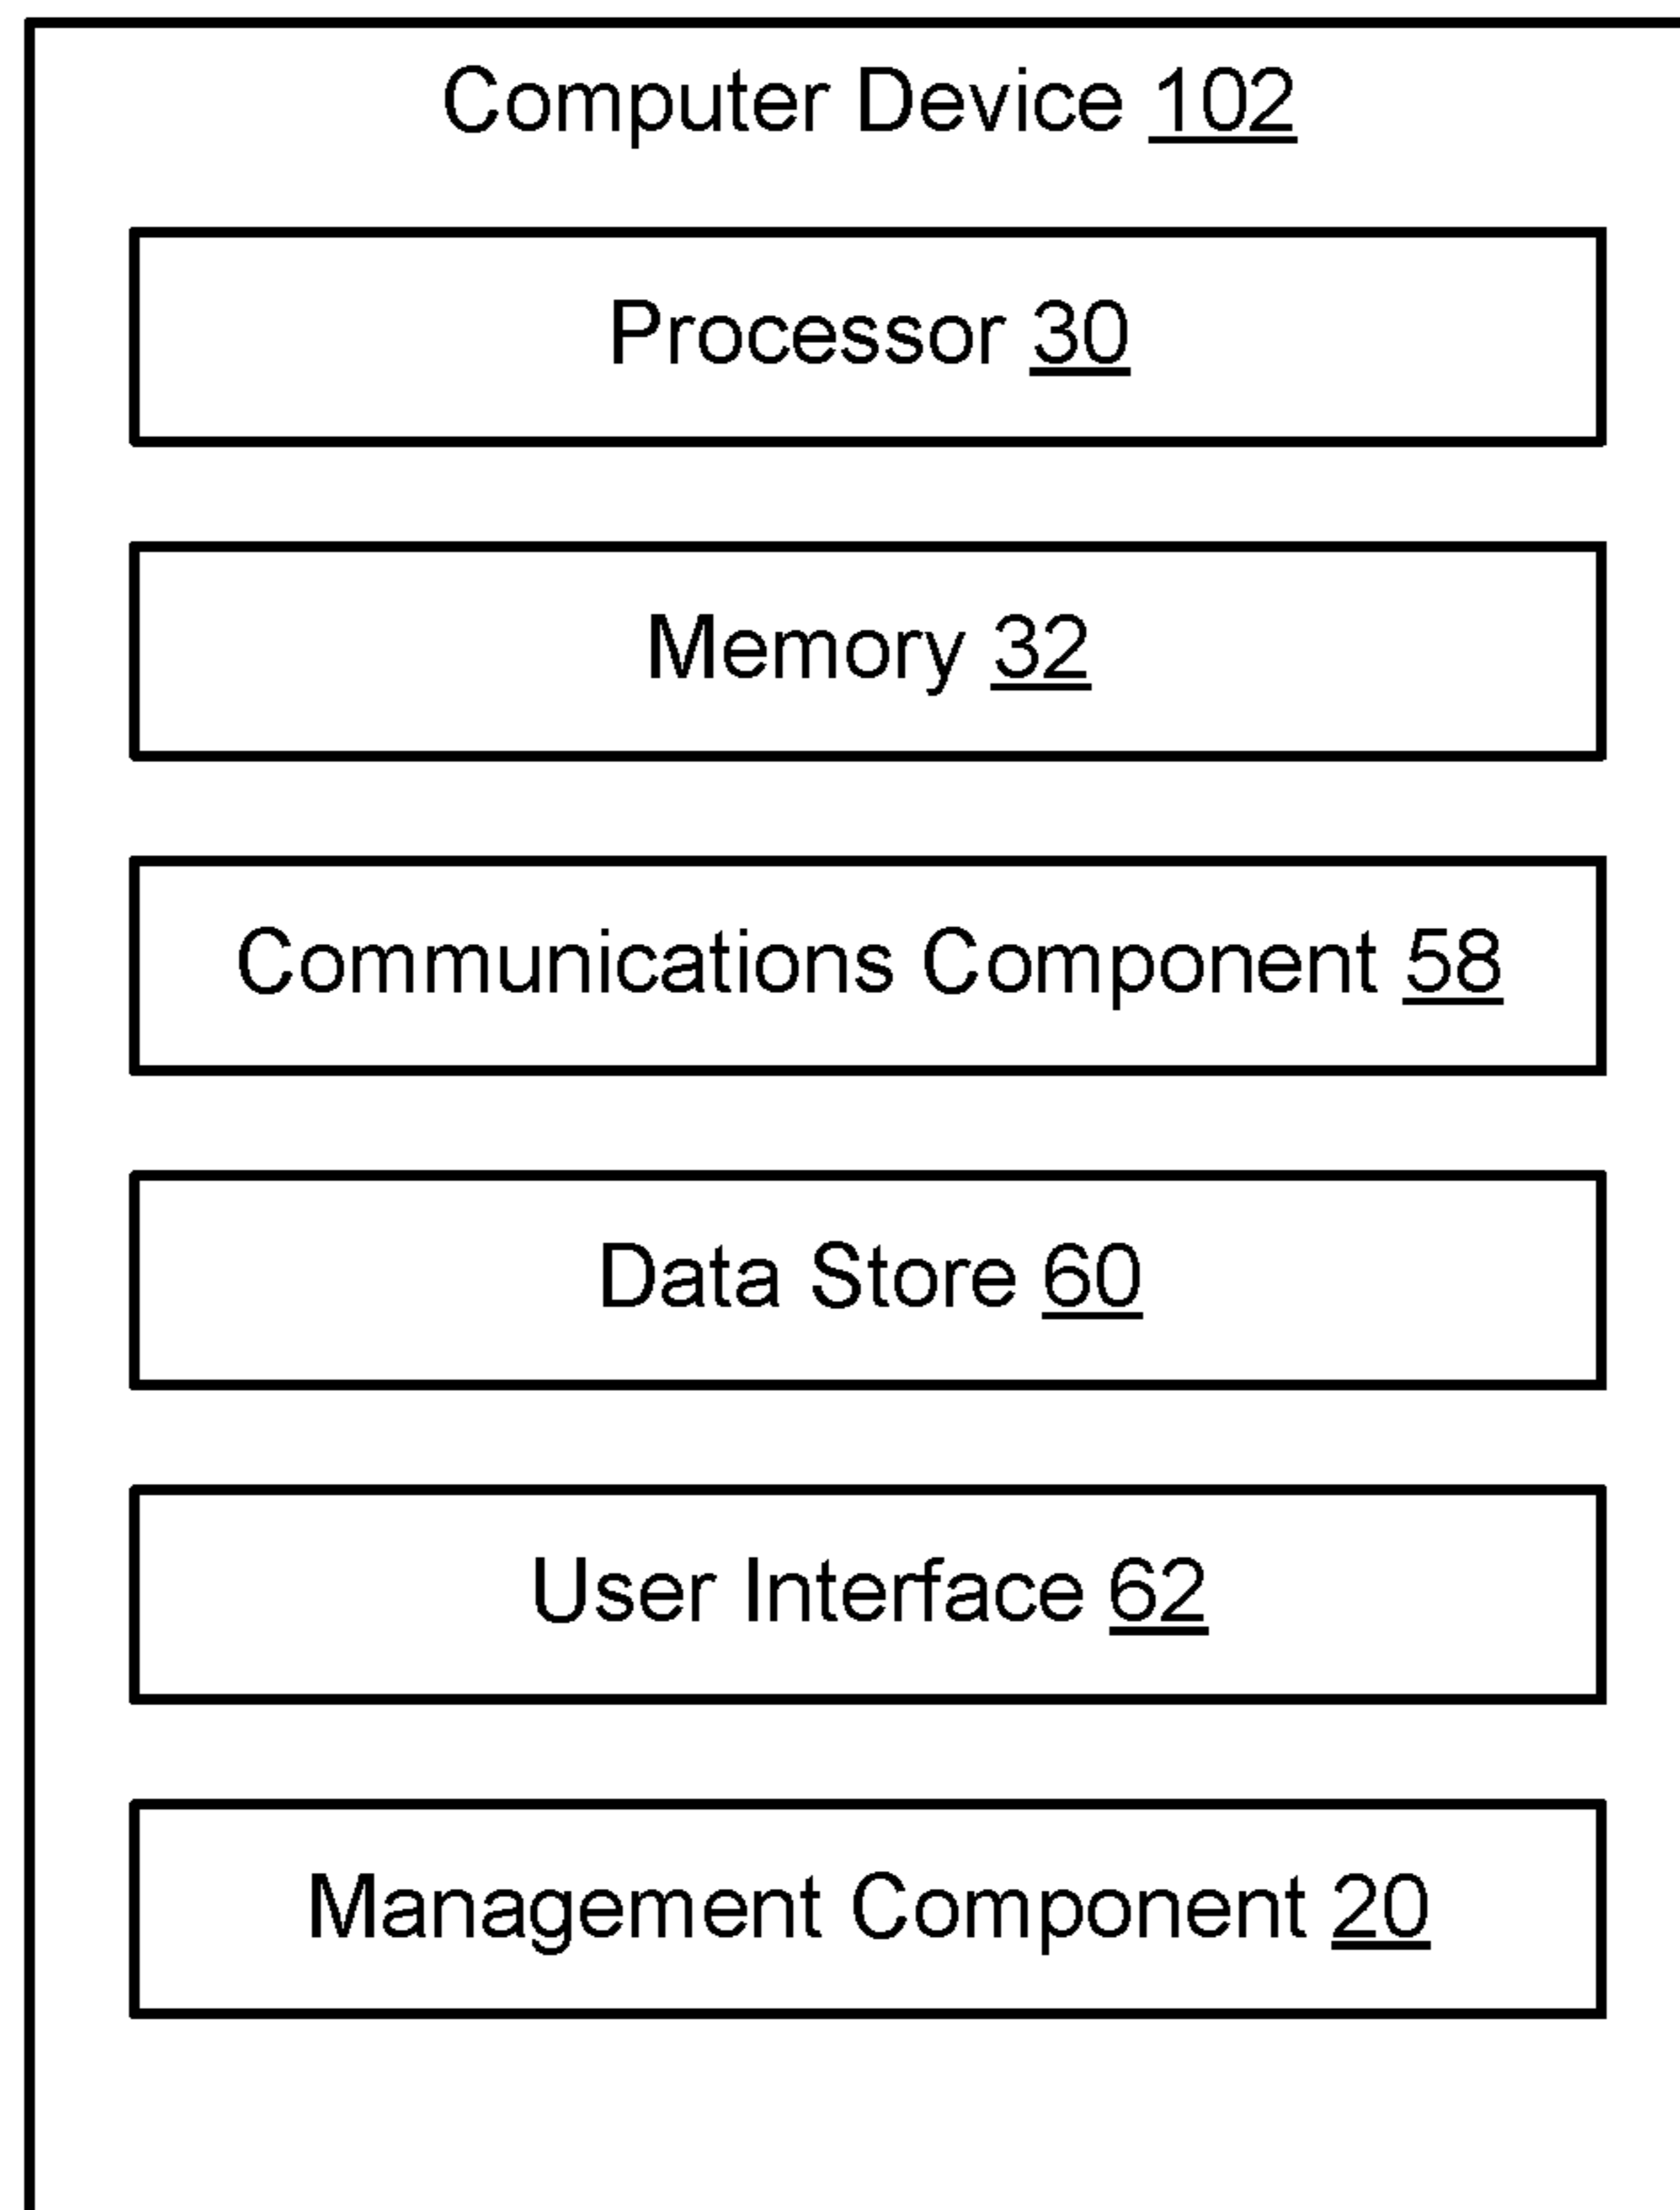 Computer Device 102
Processor 30
Memory 32
Communications Component 58
Data Store 60
User Interface 62
Management Component 20